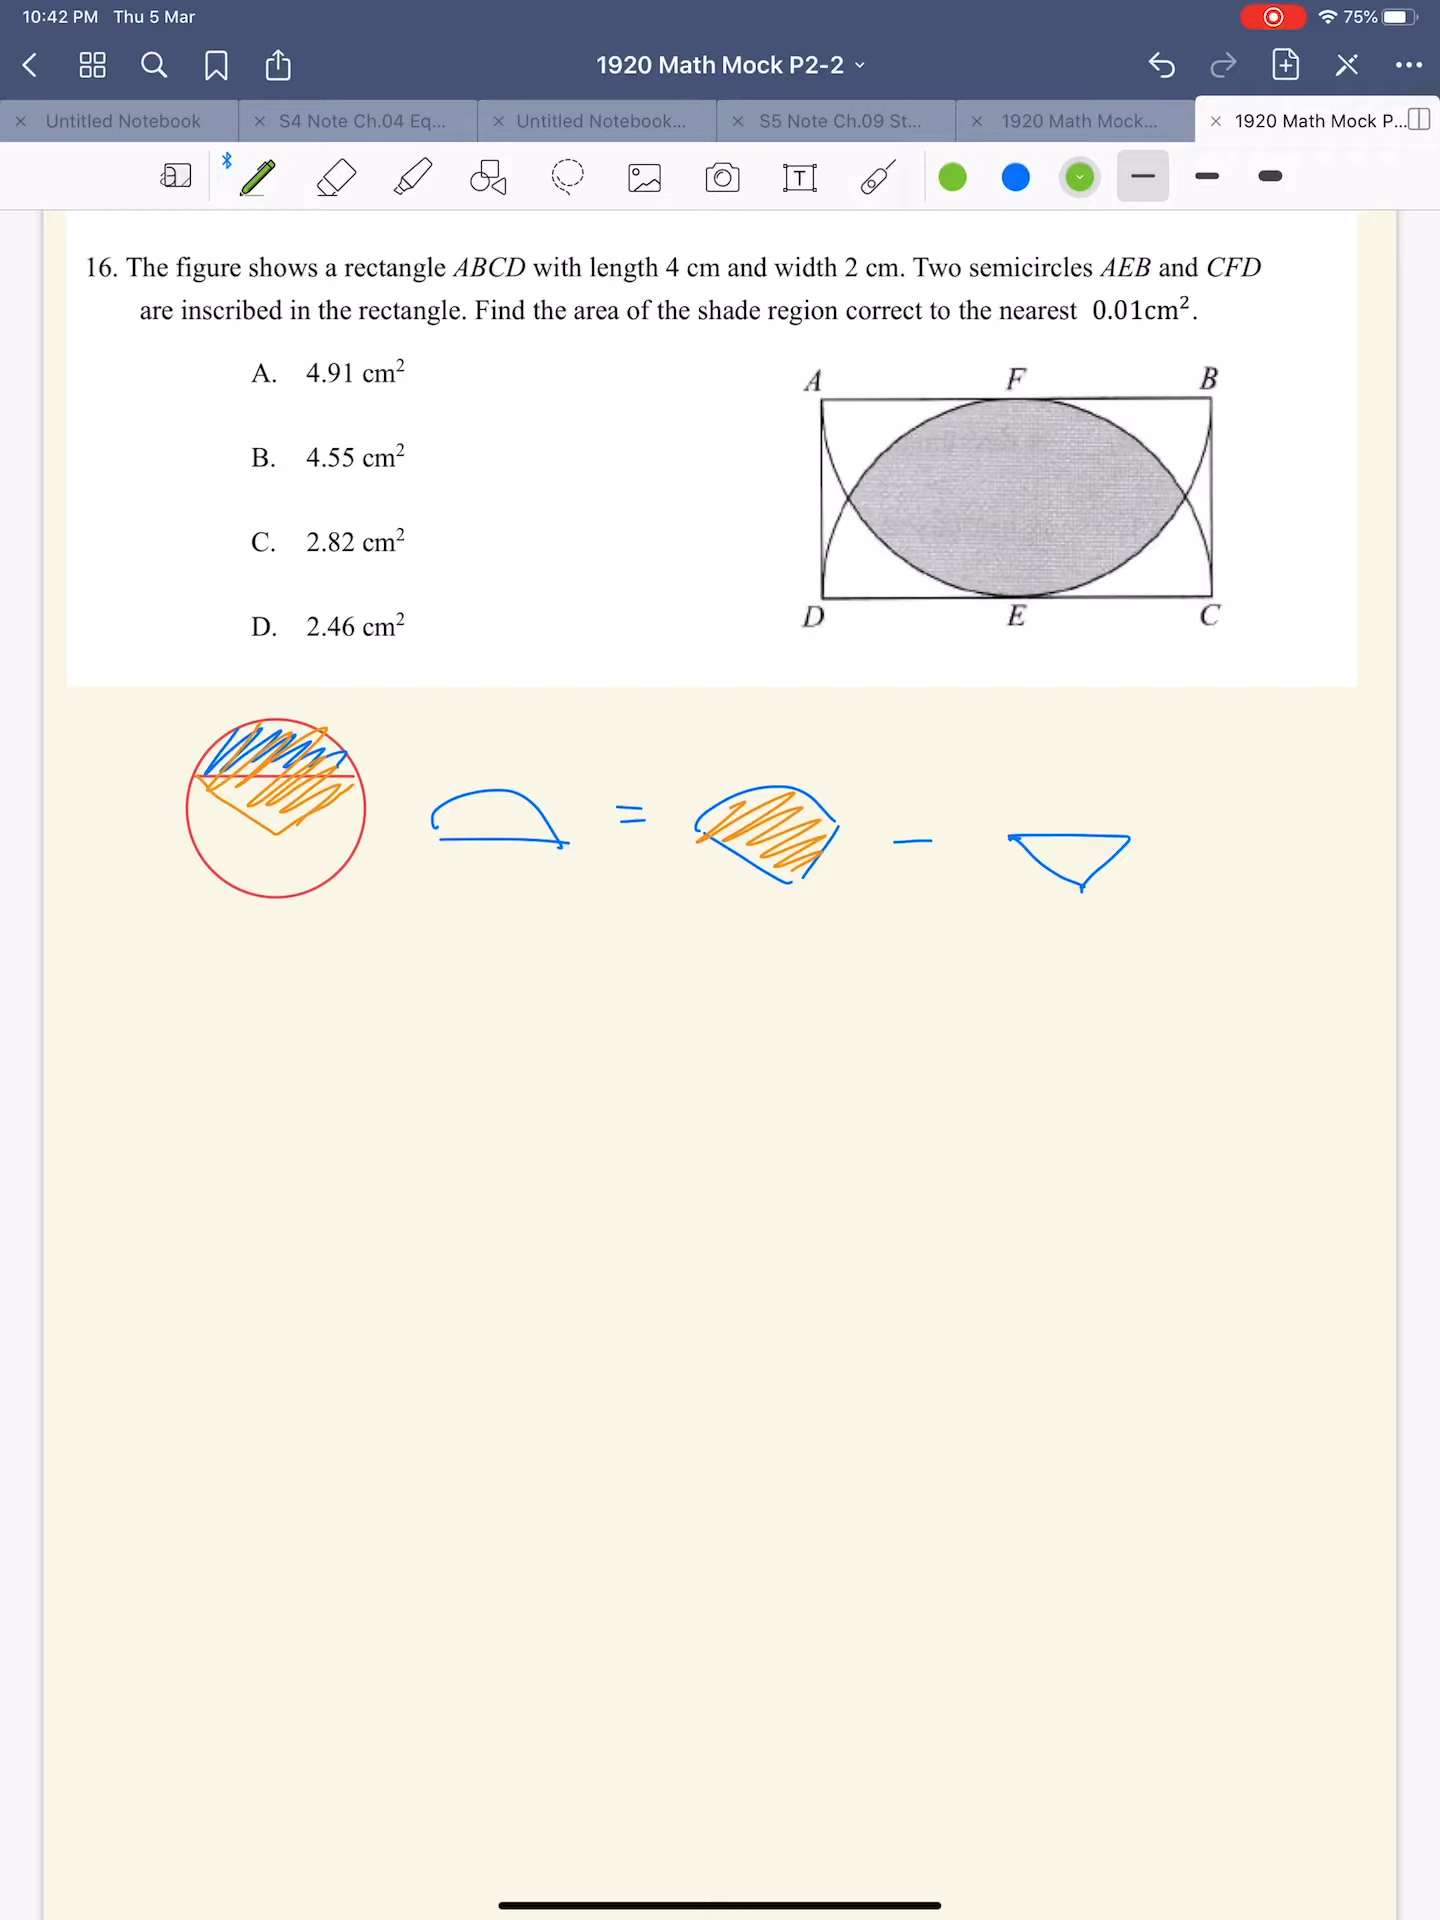 10:42 PM Thu 5 Mar 75%
1920 Math Mock P2-2
Untitled Notebook S4 Note Ch.04 Eq... Untitled Notebook... S5 Note Ch.09 St... 1920 Math Mock... 1920 Math Mock P...
16. The figure shows a rectangle ABCD with length 4 cm and width 2 cm. Two semicircles AEB and CFD
are inscribed in the rectangle. Find the area of the shade region correct to the nearest 0.01cm².
A. 4.91 cm²
B. 4.55 cm²
C. 2.82 cm²
D. 2.46 cm²
A F B
D E C
= −